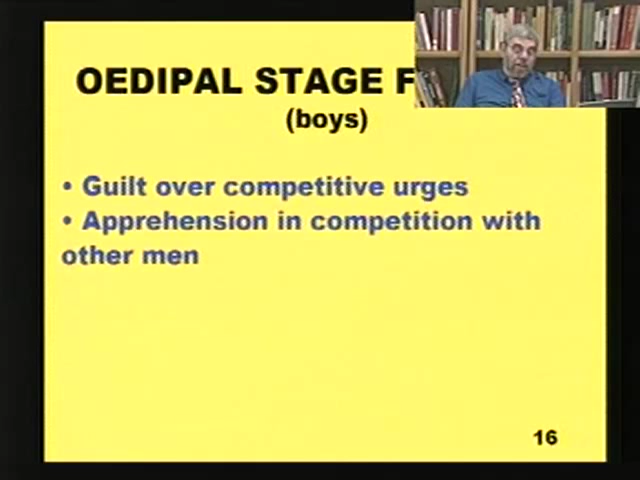 OEDIPAL STAGE F
(boys)
• Guilt over competitive urges
• Apprehension in competition with
other men
16